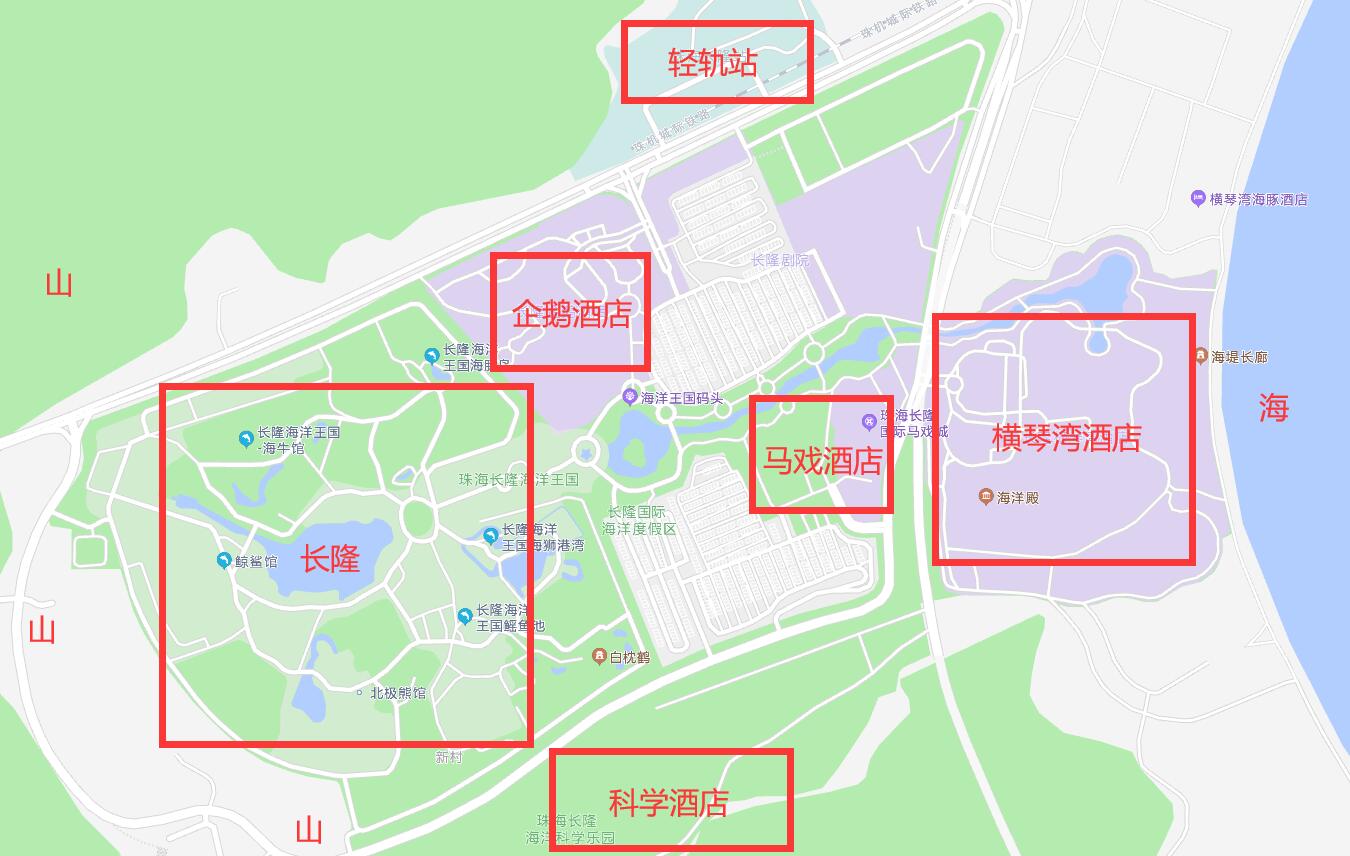 珠机城际铁路
轻轨站
珠机城际铁路
横琴湾海豚酒店
长隆剧院
山
企鹅酒店
长隆海洋
王国海豚岛
海堤长廊
海洋王国码头
海
珠海长隆
国际马戏城
长隆海洋王国
-海牛馆
横琴湾酒店
马戏酒店
珠海长隆海洋王国
海洋殿
长隆国际
海洋度假区
长隆海洋
王国海狮港湾
鲸鲨馆
长隆
长隆海洋
王国鳐鱼池
山
白枕鹤
北极熊馆
新村
科学酒店
珠海长隆
海洋科学乐园
山